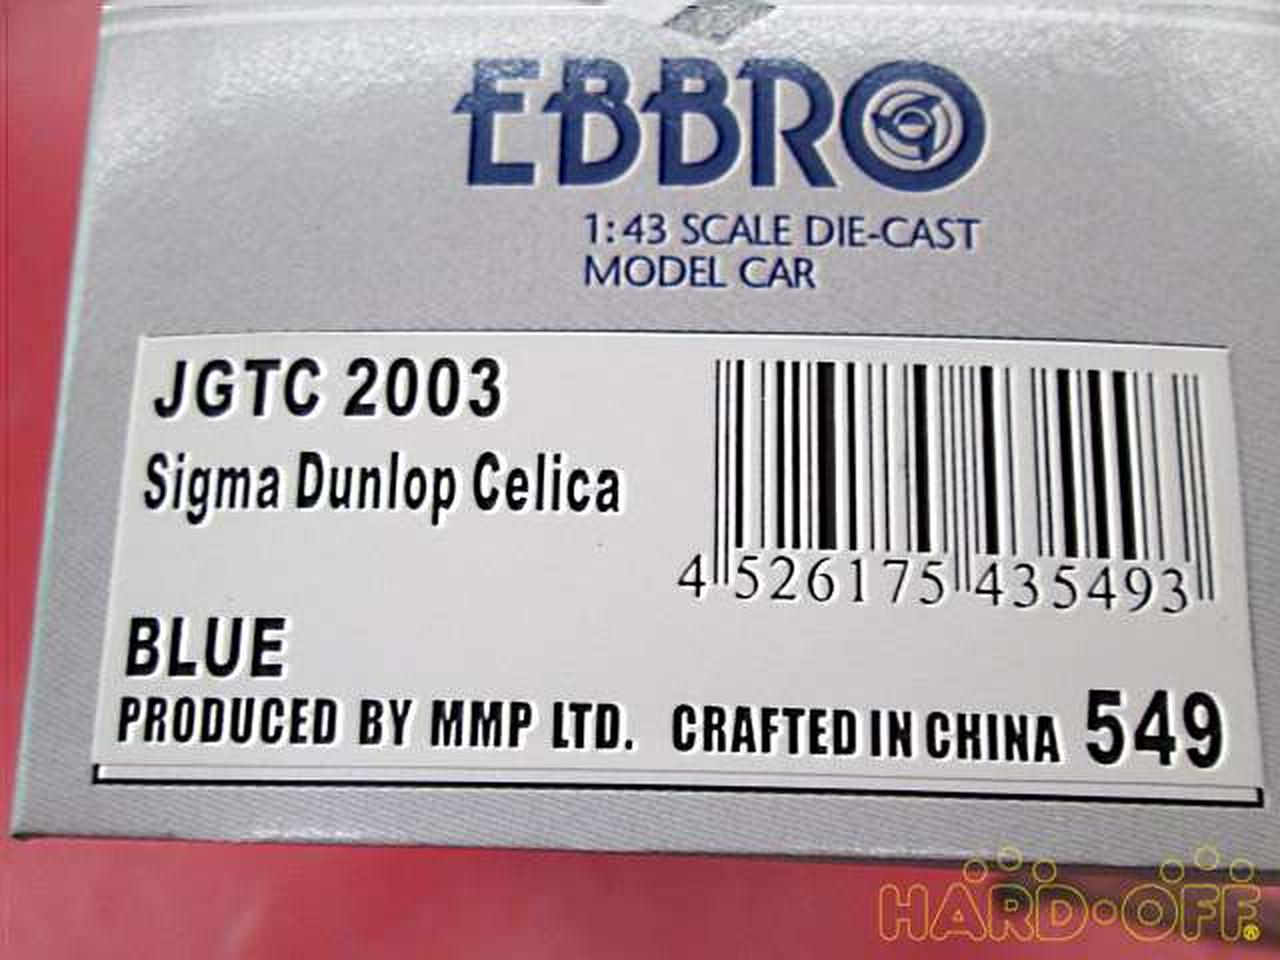 EBBRO
1:43 SCALE DIE-CAST
MODEL CAR
JGTC 2003
Sigma Dunlop Celica
4 526175 435493
BLUE
PRODUCED BY MMP LTD. CRAFTED IN CHINA 549
HARD·OFF®